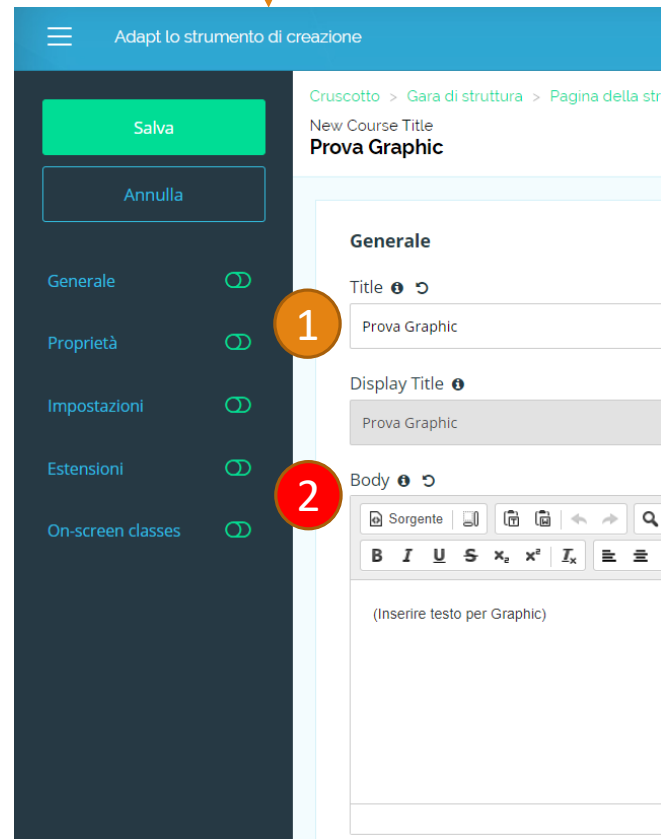 Adapt lo strumento di creazione
Salva
Annulla
Generale
Proprietà
Impostazioni
Estensioni
On-screen classes
Cruscotto > Gara di struttura > Pagina della str
New Course Title
Prova Graphic
Generale
Title
1
Prova Graphic
Display Title
Prova Graphic
Body
2
Sorgente
B I U S x₂ x² Iₓ
(Inserire testo per Graphic)